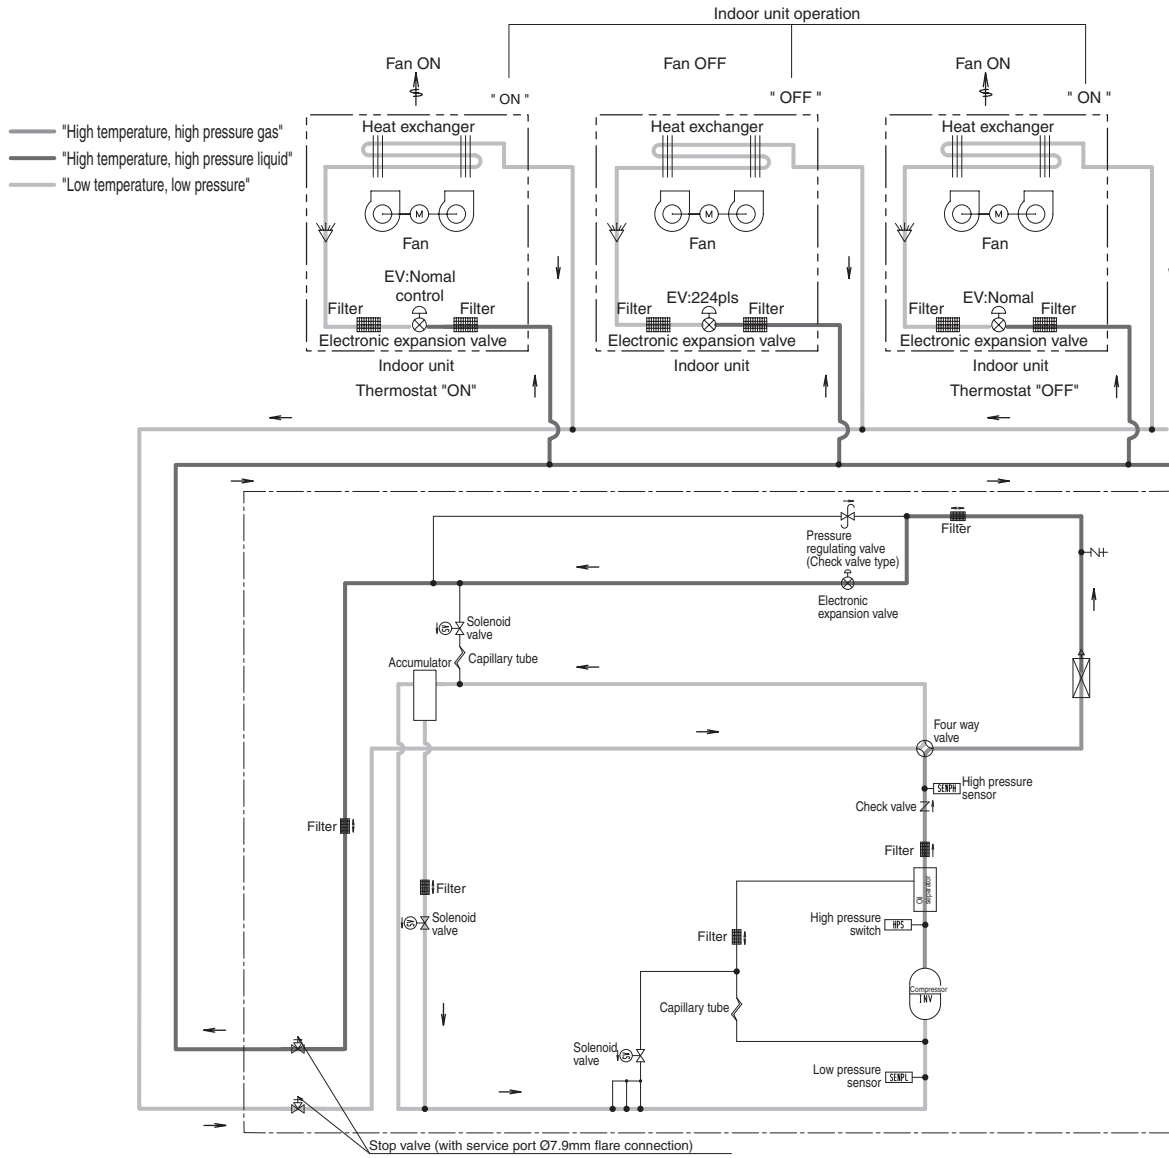 Indoor unit operation
Fan ON
Fan OFF
Fan ON
" ON "
" OFF "
" ON "
"High temperature, high pressure gas"
"High temperature, high pressure liquid"
"Low temperature, low pressure"
Heat exchanger
Heat exchanger
Heat exchanger
M
M
M
Fan
Fan
Fan
EV:Nomal
control
EV:224pls
EV:Nomal
Filter
Filter
Filter
Filter
Filter
Filter
Electronic expansion valve
Electronic expansion valve
Electronic expansion valve
Indoor unit
Indoor unit
Indoor unit
Thermostat "ON"
Thermostat "OFF"
Filter
Pressure
regulating valve
(Check valve type)
Electronic
expansion valve
SV
Solenoid
valve
Capillary tube
Accumulator
Four way
valve
SENPH
High pressure
sensor
Check valve
Filter
Filter
Oil
separator
Filter
SV
Solenoid
valve
High pressure
switch
HPS
Filter
Compressor
INV
Capillary tube
Solenoid
valve
SV
Low pressure
sensor
SENPL
Stop valve (with service port Ø7.9mm flare connection)